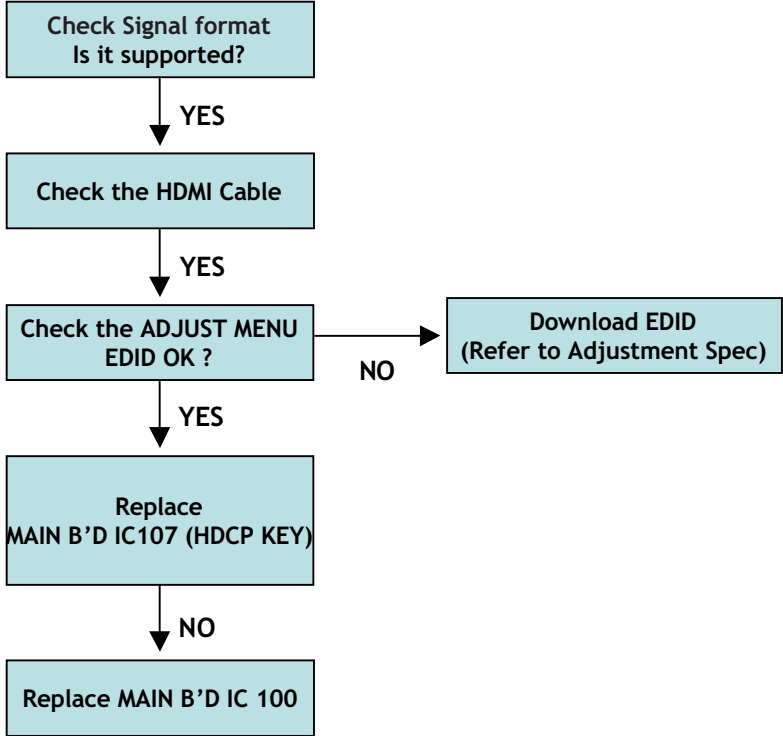 Check Signal format
Is it supported?
YES
Check the HDMI Cable
YES
Check the ADJUST MENU
EDID OK ?
NO
Download EDID
(Refer to Adjustment Spec)
YES
Replace
MAIN B’D IC107 (HDCP KEY)
NO
Replace MAIN B’D IC 100